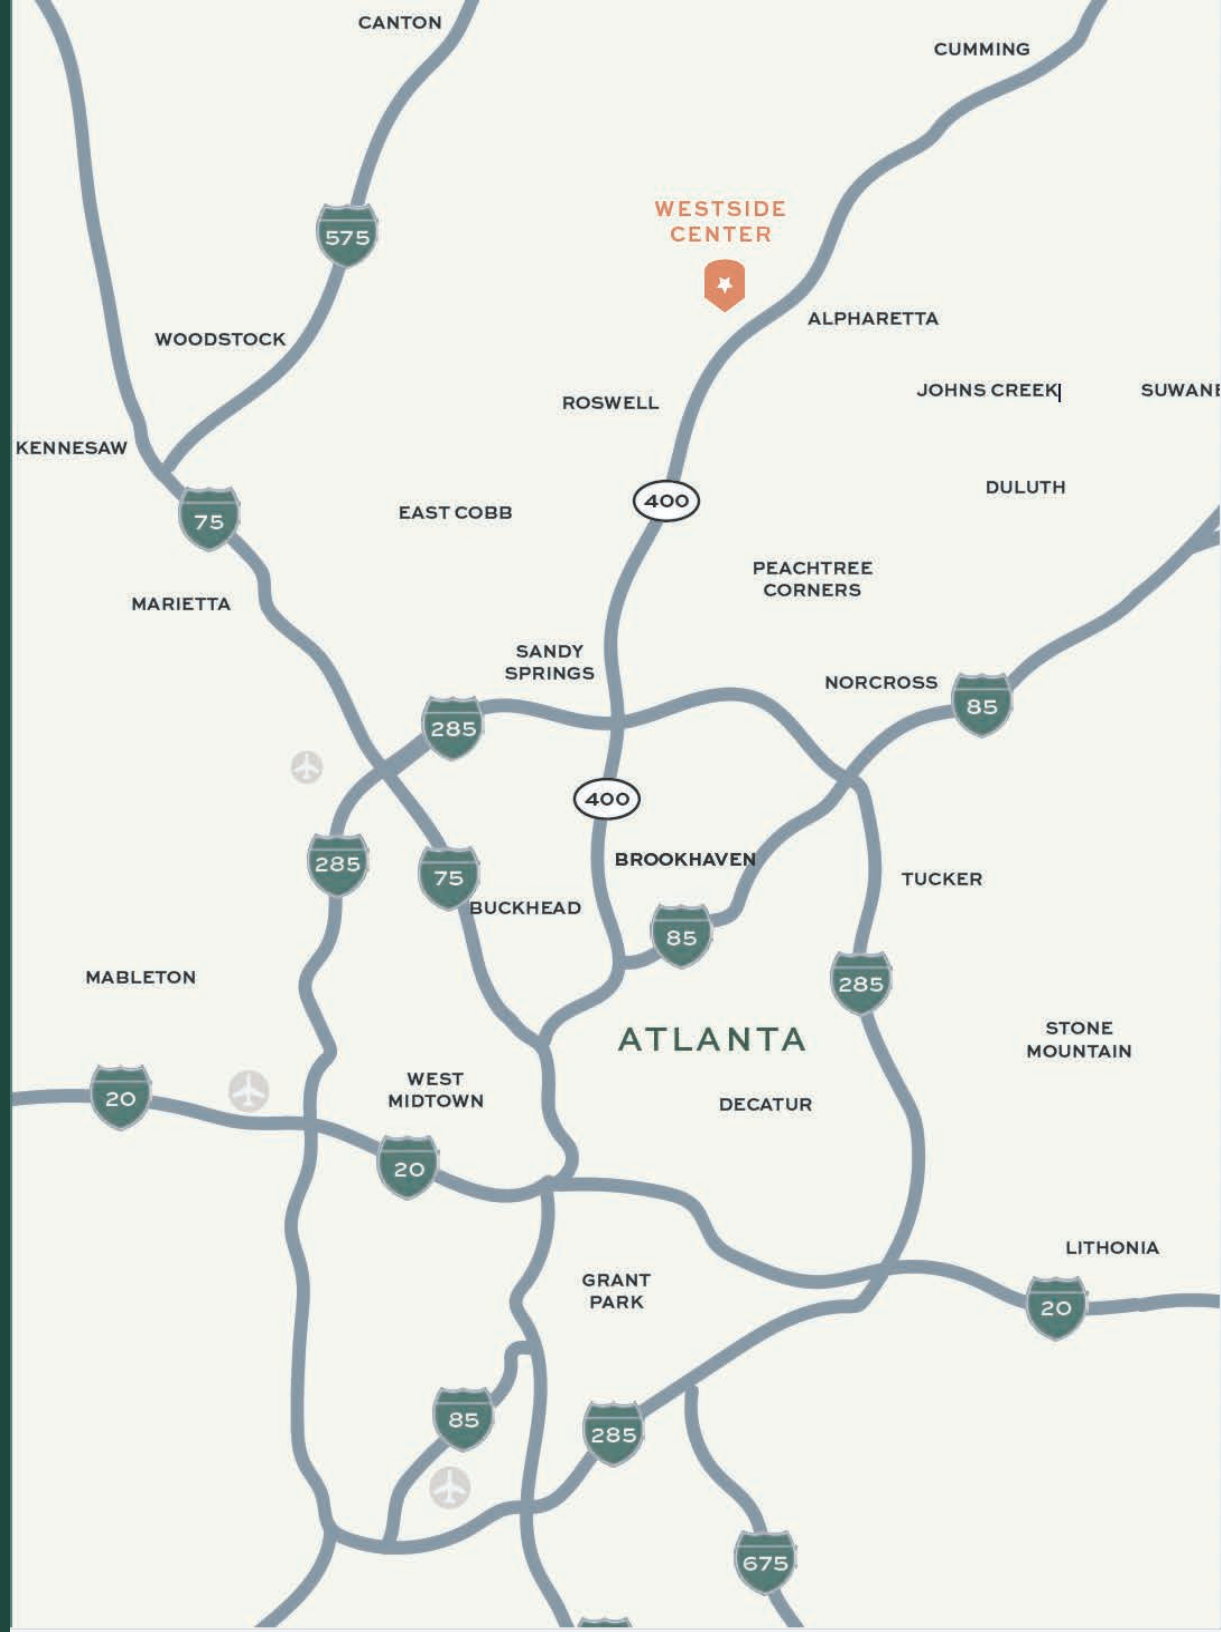 CANTON
CUMMING
WESTSIDE
CENTER
575
ALPHARETTA
WOODSTOCK
JOHNS CREEK
ROSWELL
KENNESAW
DULUTH
400
EAST COBB
75
PEACHTREE
CORNERS
MARIETTA
SANDY
SPRINGS
NORCROSS
85
285
400
BROOKHAVEN
285
75
TUCKER
BUCKHEAD
85
MABLETON
285
ATLANTA
STONE
MOUNTAIN
WEST
MIDTOWN
20
DECATUR
20
LITHONIA
GRANT
PARK
20
85
285
675